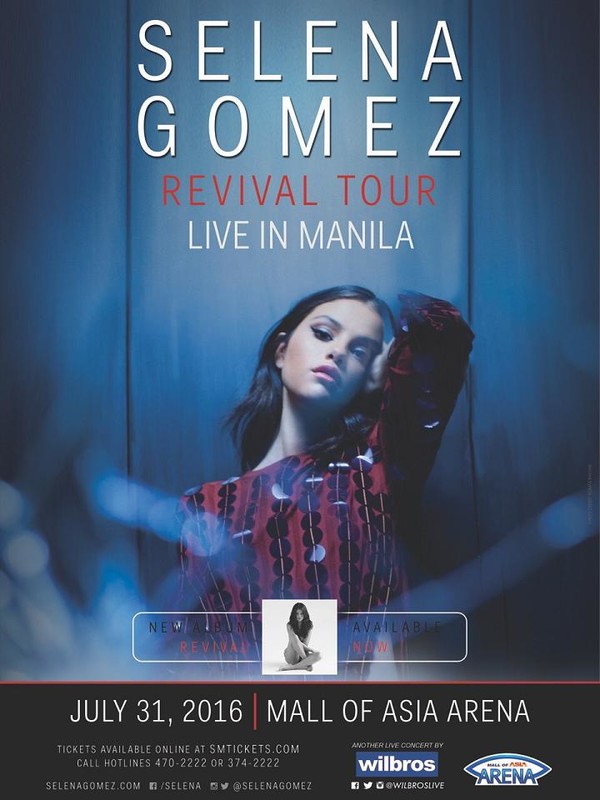 SELENA
GOMEZ
REVIVAL TOUR
LIVE IN MANILA
NEW ALBUM
REVIVAL
AVAILABLE
NOW
JULY 31, 2016 | MALL OF ASIA ARENA
TICKETS AVAILABLE ONLINE AT SMTICKETS.COM
CALL HOTLINES 470-2222 OR 374-2222
SELENAGOMEZ.COM /SELENA @SELENAGOMEZ
ANOTHER LIVE CONCERT BY
wilbros
@WILBROSLIVE
MALL OF ASIA
ARENA